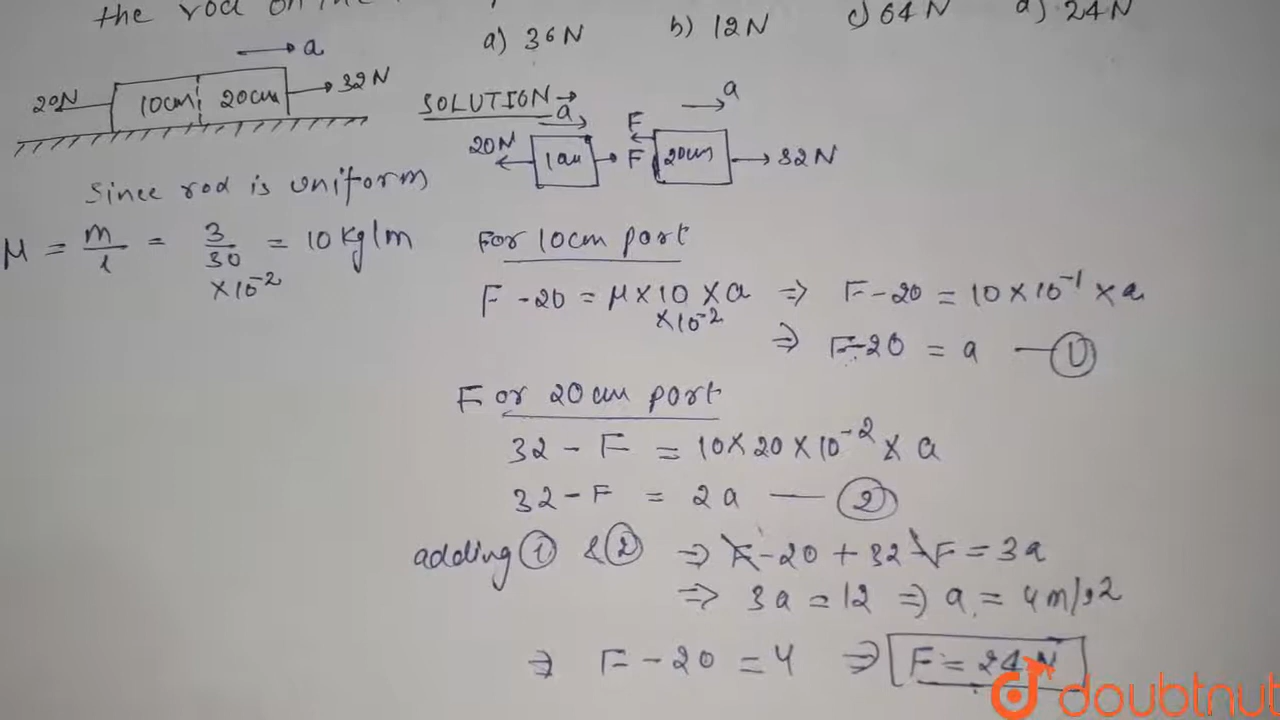 the rod on the
a) 36N b) 12N c) 64N d) 24N
a
20N 10cm 20cm 32N
SOLUTION→
a a
20N 1cm F F 20cm 32N
Since rod is uniform
μ = m/l = 3/30×10⁻² = 10 kg/m
For 10cm part
F - 20 = μ×10×10⁻²×a ⇒ F - 20 = 10×10⁻¹×a
⇒ F-20 = a — ①
For 20cm part
32 - F = 10×20×10⁻²×a
32 - F = 2a — ②
adding ① & ② ⇒ F - 20 + 32 - F = 3a
⇒ 3a = 12 ⇒ a = 4m/s2
⇒ F - 20 = 4 ⇒ F = 24N
doubtnut